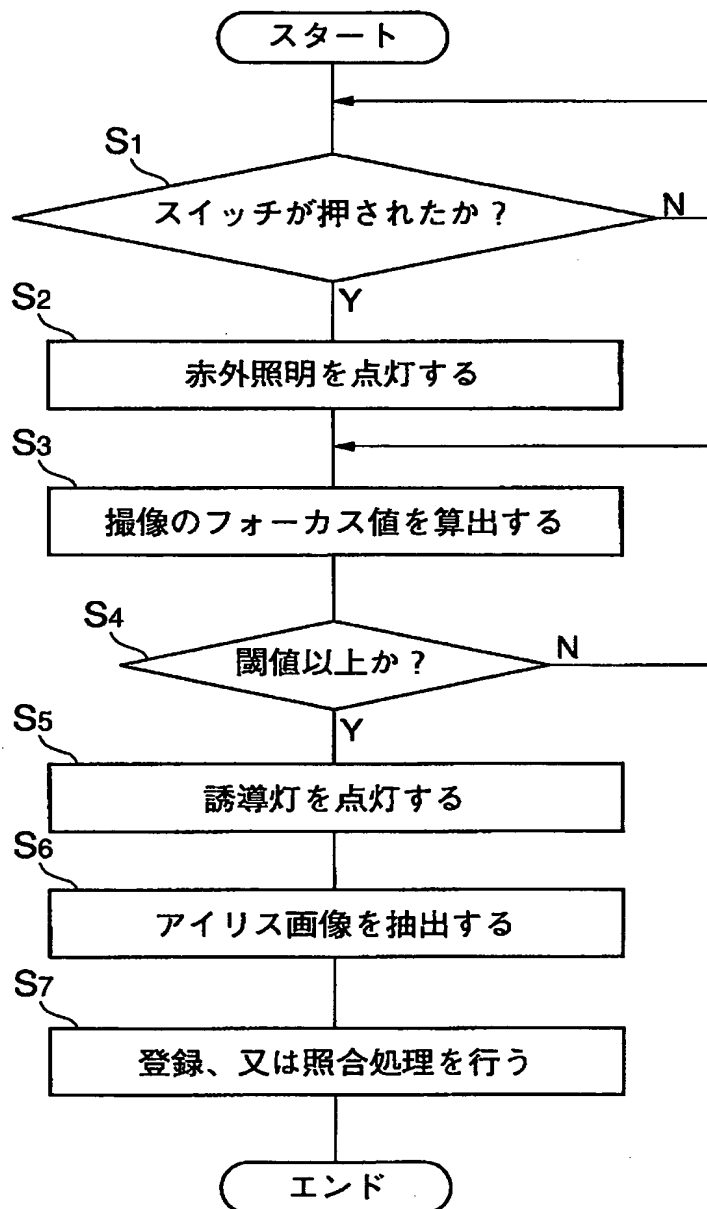 スタート
S1
スイッチが押されたか？
N
Y
S2
赤外照明を点灯する
S3
撮像のフォーカス値を算出する
S4
閾値以上か？
N
Y
S5
誘導灯を点灯する
S6
アイリス画像を抽出する
S7
登録、又は照合処理を行う
エンド